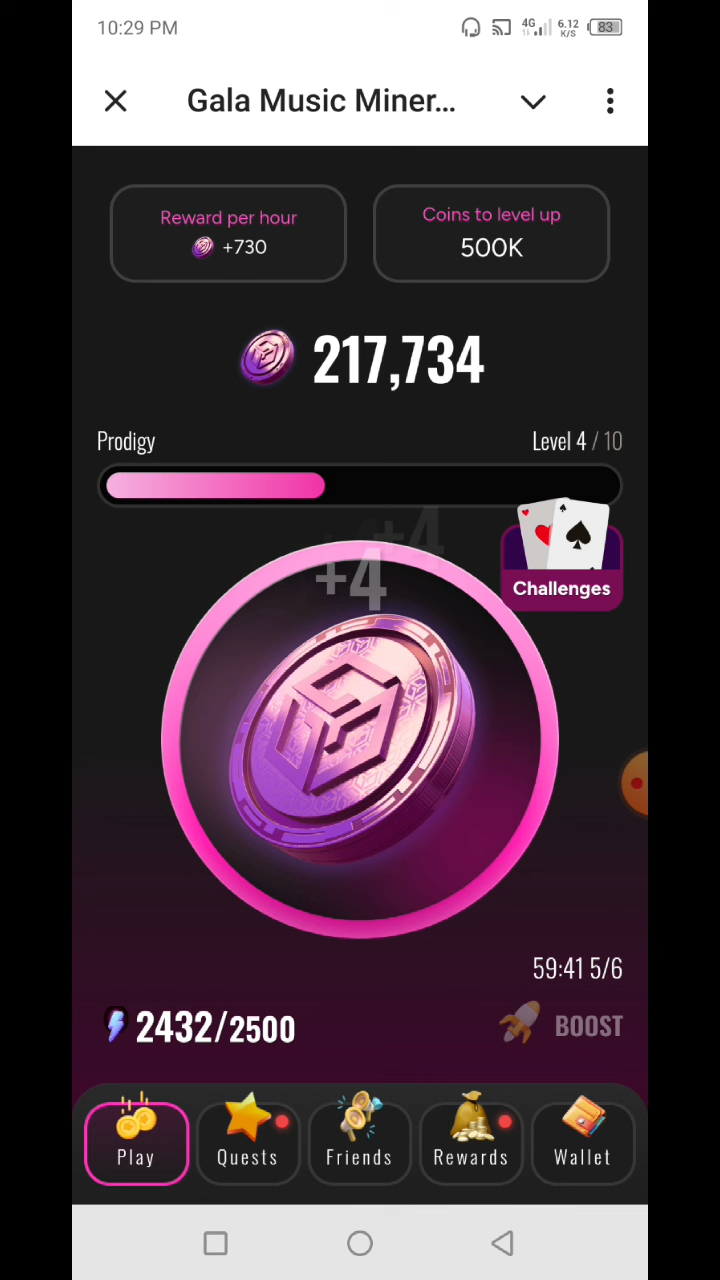 10:29 PM
4G
6.12
K/S
83
Gala Music Miner...
Reward per hour
+730
Coins to level up
500K
217,734
Prodigy
Level 4 / 10
+4
+4
Challenges
59:41 5/6
2432/2500
BOOST
Play
Quests
Friends
Rewards
Wallet